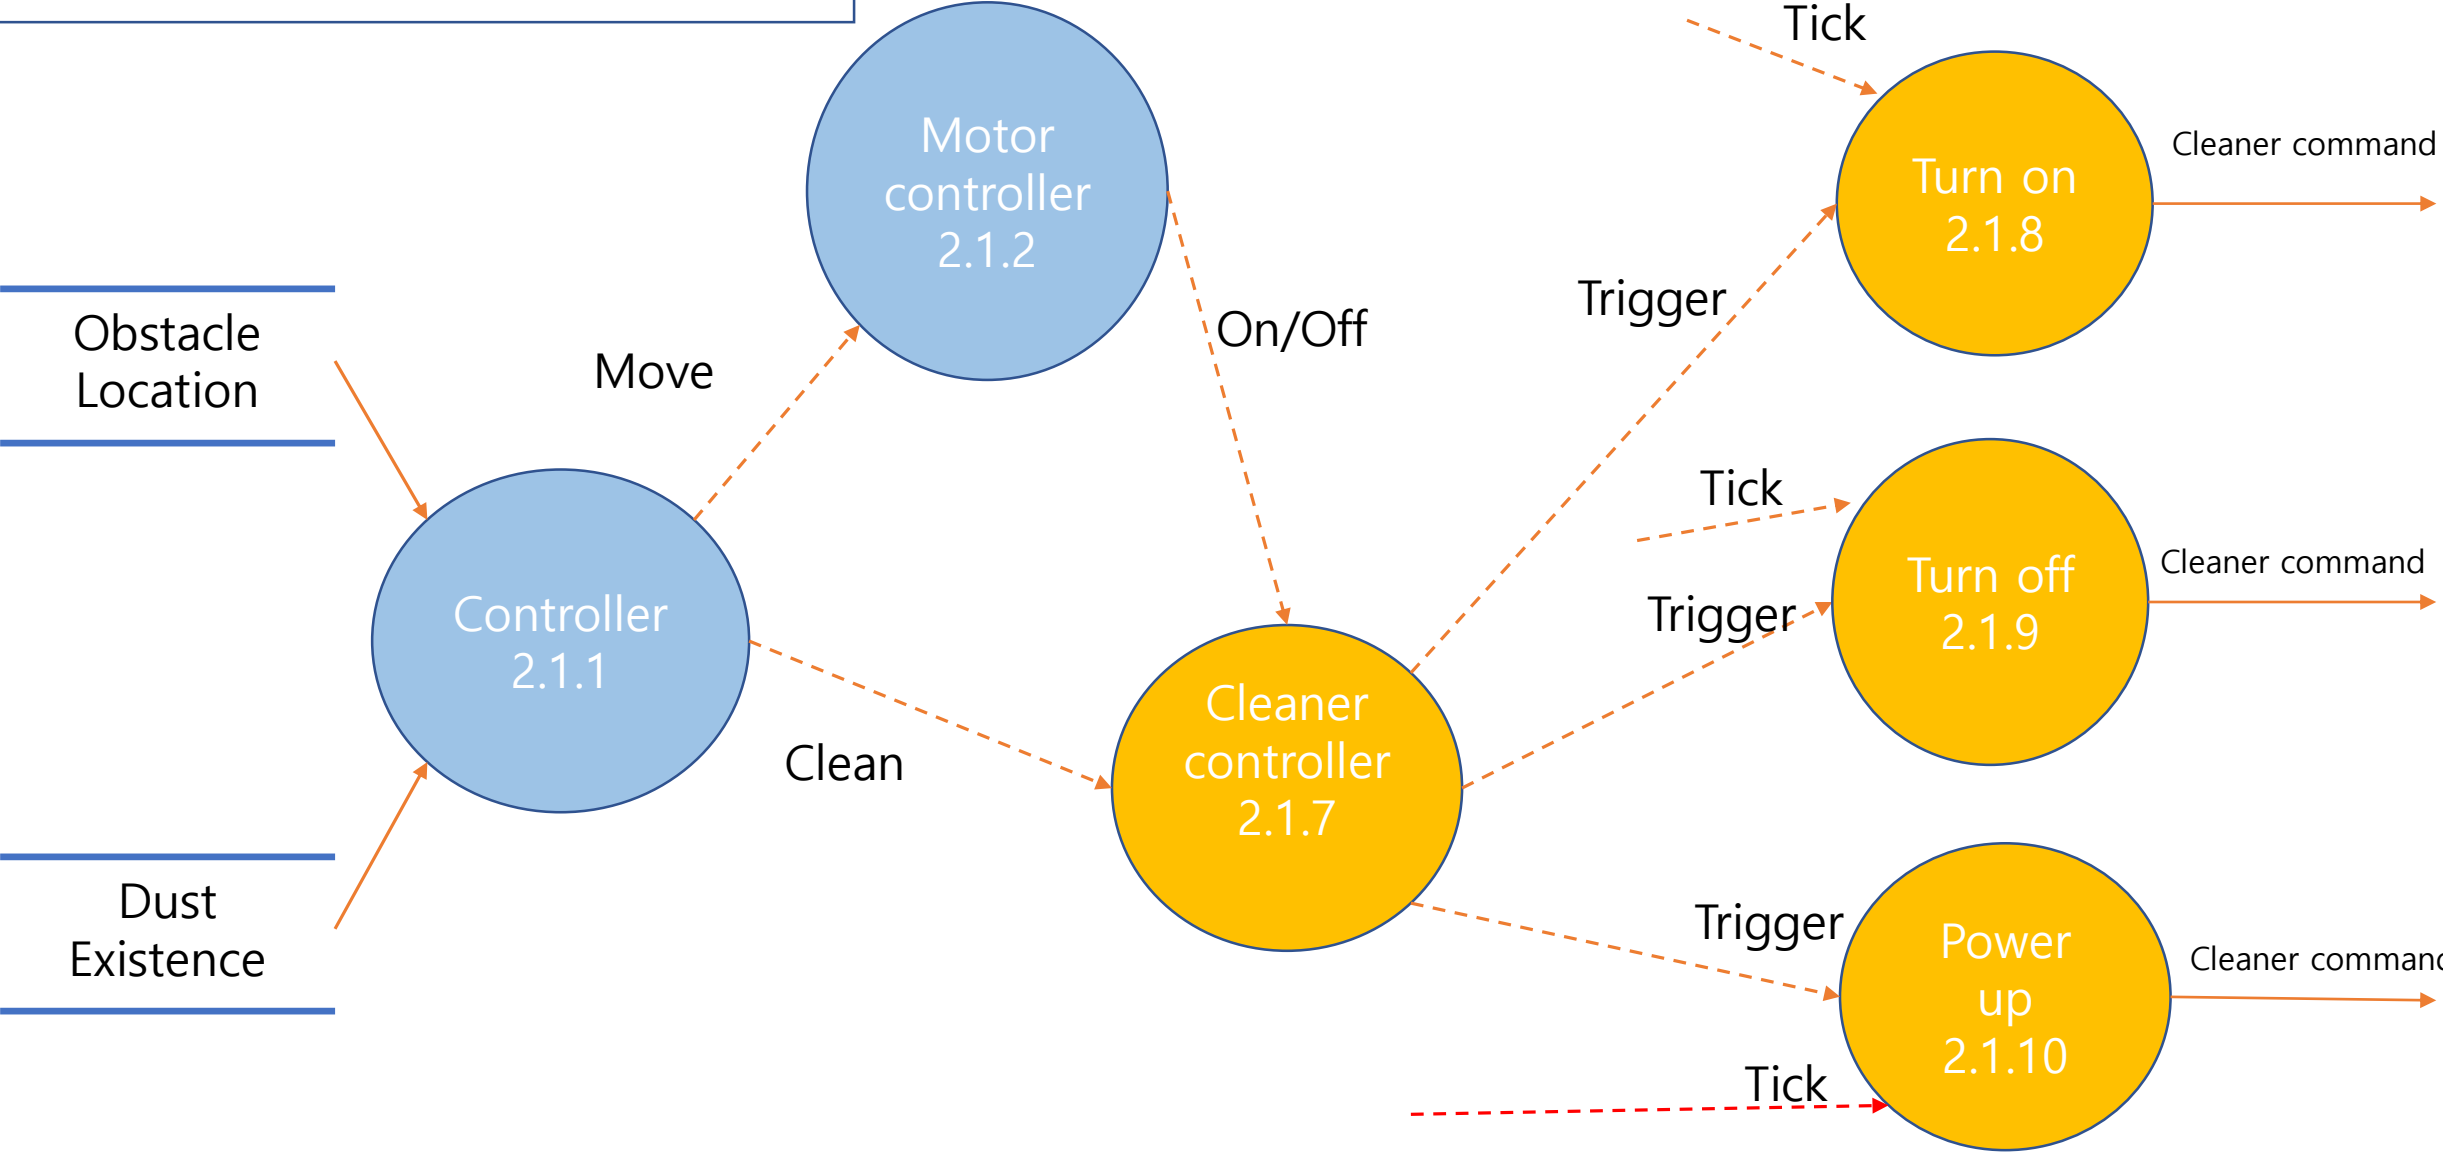 Tick
Motor
controller
2.1.2
Turn on
2.1.8
Cleaner command
Obstacle
Location
Move
On/Off
Trigger
Tick
Turn off
2.1.9
Cleaner command
Trigger
Controller
2.1.1
Clean
Cleaner
controller
2.1.7
Dust
Existence
Trigger
Power
up
2.1.10
Cleaner command
Tick